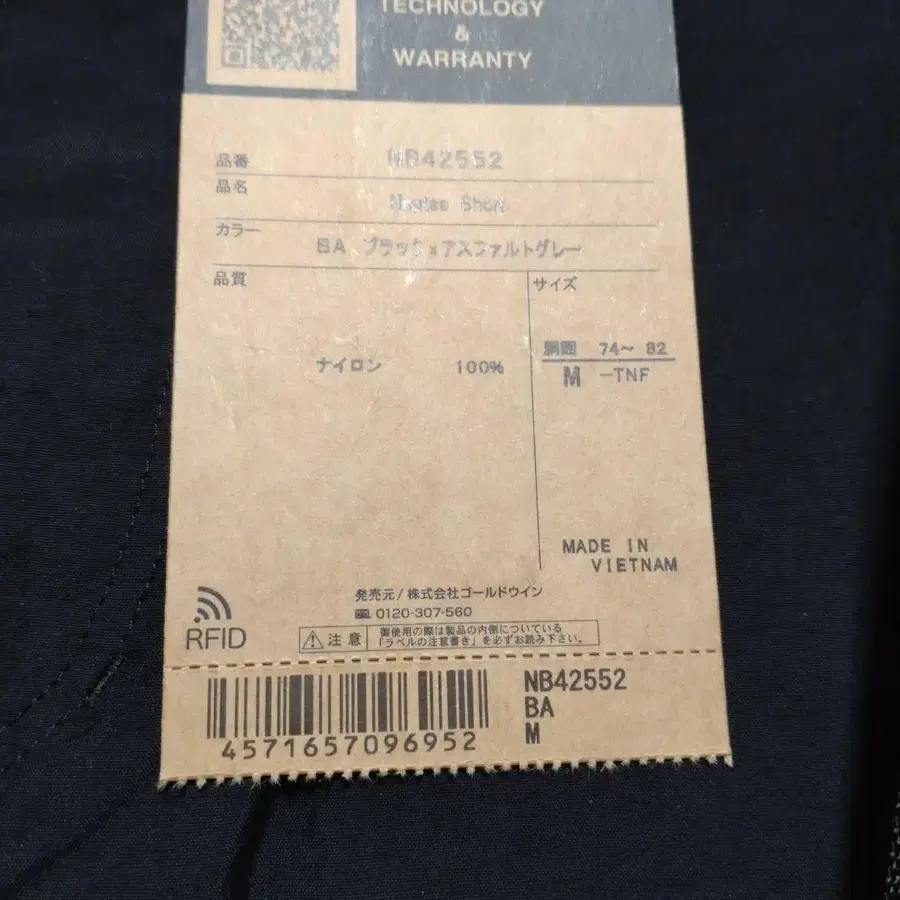 TECHNOLOGY
&
WARRANTY
品番 NB42552
品名 Short
カラー BA ブラック×アスファルトグレー
品質
ナイロン 100%
サイズ
胴囲 74~ 82
M -TNF
MADE IN
VIETNAM
発売元/株式会社ゴールドウイン
0120-307-560
RFID
注意
御使用の際は製品の内側についている
「ラベルの注意書き」を必ずお読み下さい。
4571657096952
NB42552
BA
M